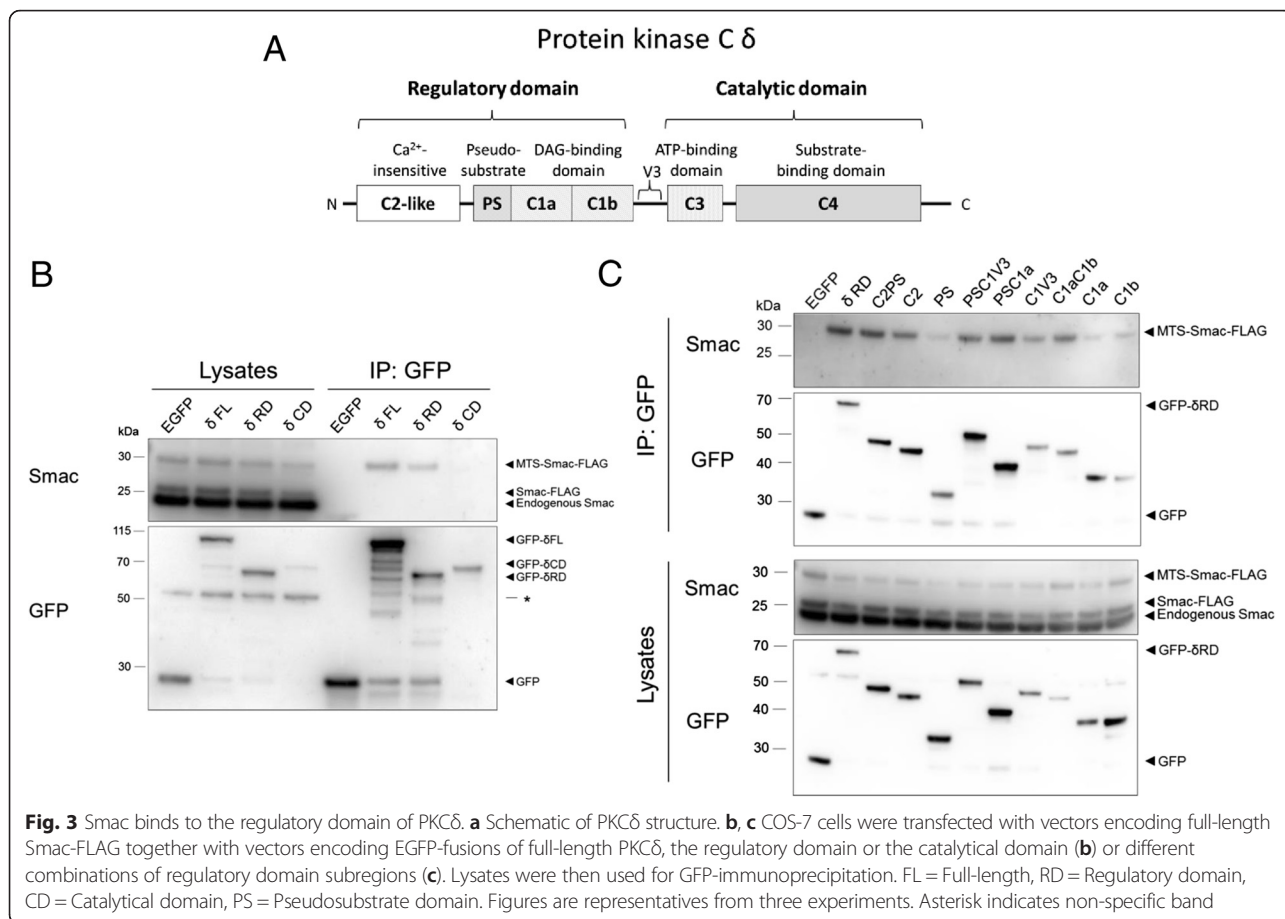 A
Protein kinase C δ
Regulatory domain
Catalytic domain
Ca2+-
insensitive
Pseudo-
substrate
DAG-binding
domain
V3
ATP-binding
domain
Substrate-
binding domain
N
C2-like
PS
C1a
C1b
C3
C4
C
B
Lysates
IP: GFP
EGFP
δ FL
δ RD
δ CD
EGFP
δ FL
δ RD
δ CD
kDa
Smac
30
25
MTS-Smac-FLAG
Smac-FLAG
Endogenous Smac
GFP
115
70
50
30
GFP-δFL
GFP-δCD
GFP-δRD
*
GFP
C
EGFP
δ RD
C2PS
C2
PS
PSC1V3
PSC1a
C1V3
C1aC1b
C1a
C1b
kDa
IP: GFP
Smac
30
25
MTS-Smac-FLAG
GFP
70
50
40
30
GFP-δRD
GFP
Lysates
Smac
30
25
MTS-Smac-FLAG
Smac-FLAG
Endogenous Smac
GFP
70
50
40
30
GFP-δRD
GFP
Fig. 3 Smac binds to the regulatory domain of PKCδ. a Schematic of PKCδ structure. b, c COS-7 cells were transfected with vectors encoding full-length
Smac-FLAG together with vectors encoding EGFP-fusions of full-length PKCδ, the regulatory domain or the catalytical domain (b) or different
combinations of regulatory domain subregions (c). Lysates were then used for GFP-immunoprecipitation. FL = Full-length, RD = Regulatory domain,
CD = Catalytical domain, PS = Pseudosubstrate domain. Figures are representatives from three experiments. Asterisk indicates non-specific band